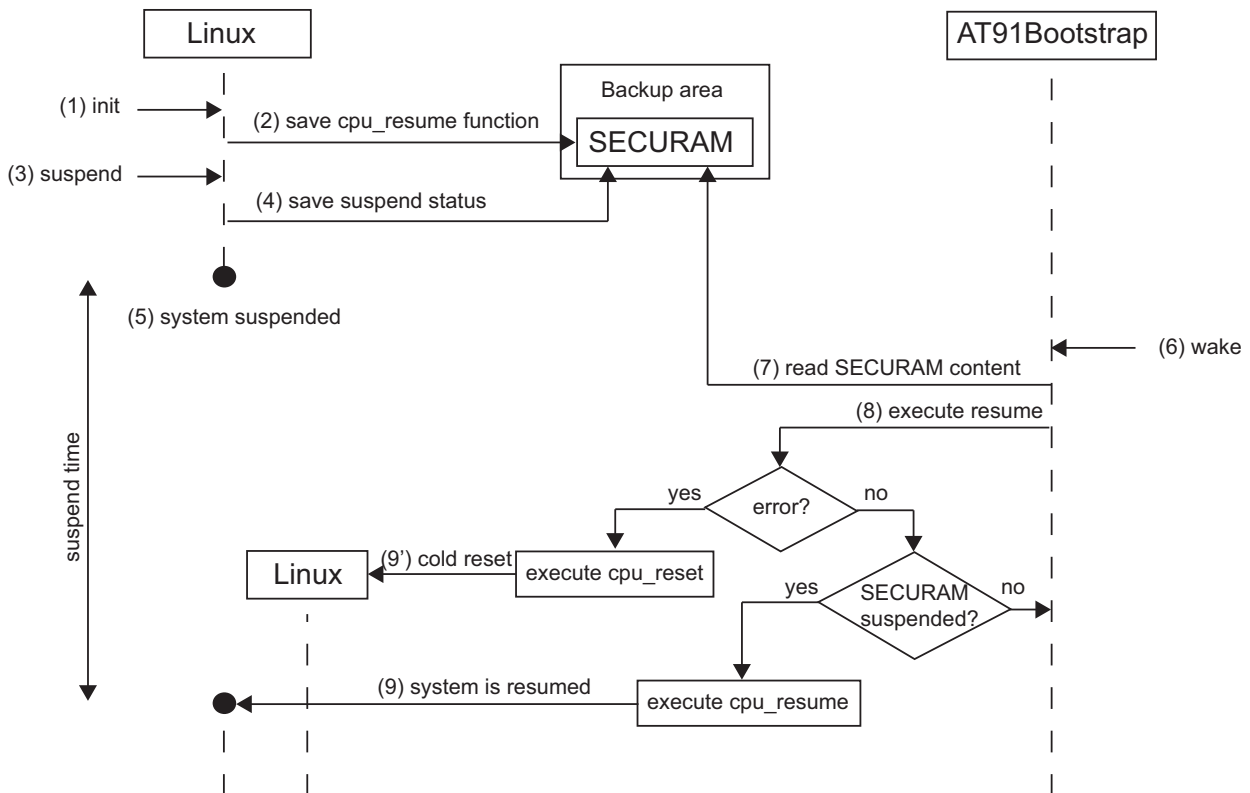 Linux
AT91Bootstrap
(1) init
Backup area
(2) save cpu_resume function
SECURAM
(3) suspend
(4) save suspend status
(5) system suspended
(6) wake
(7) read SECURAM content
(8) execute resume
suspend time
yes
error?
no
(9') cold reset
Linux
execute cpu_reset
yes
SECURAM
suspended?
no
(9) system is resumed
execute cpu_resume